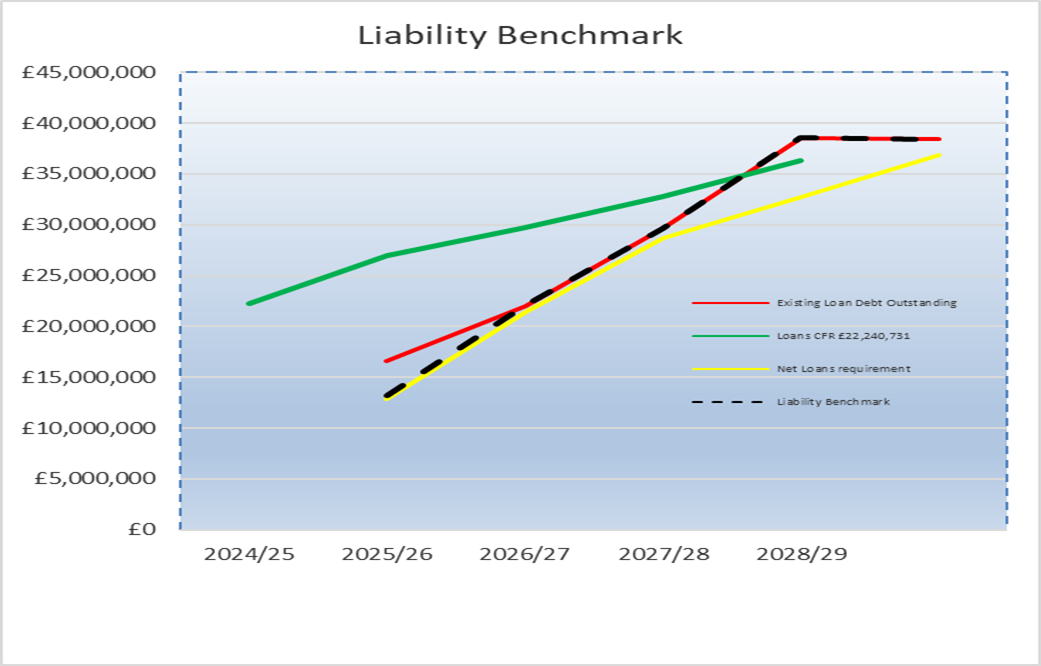 Liability Benchmark
£45,000,000
£40,000,000
£35,000,000
£30,000,000
£25,000,000
£20,000,000
£15,000,000
£10,000,000
£5,000,000
£0
Existing Loan Debt Outstanding
Loans CFR £22,240,731
Net Loans requirement
Liability Benchmark
2024/25 2025/26 2026/27 2027/28 2028/29